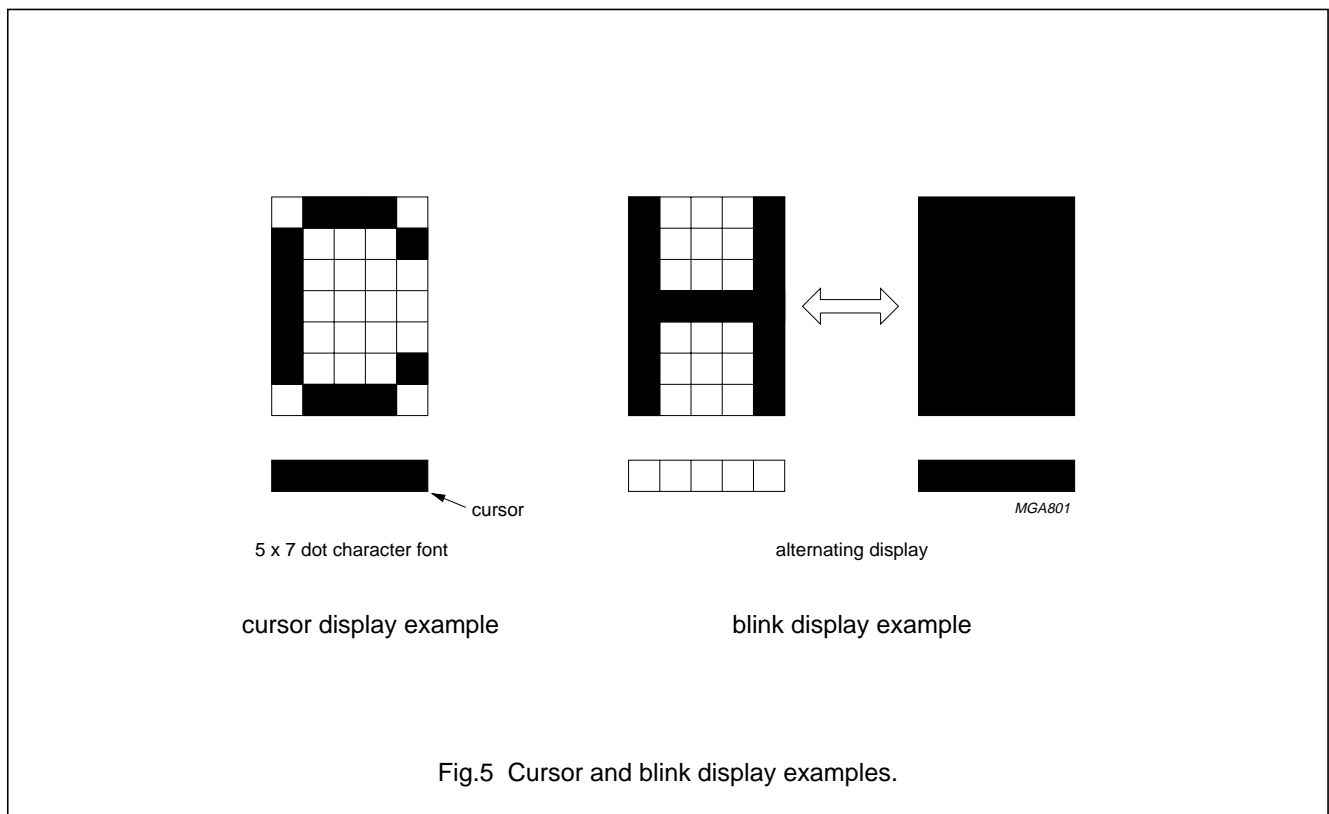 cursor
MGA801
5 x 7 dot character font
alternating display
cursor display example
blink display example
Fig.5 Cursor and blink display examples.